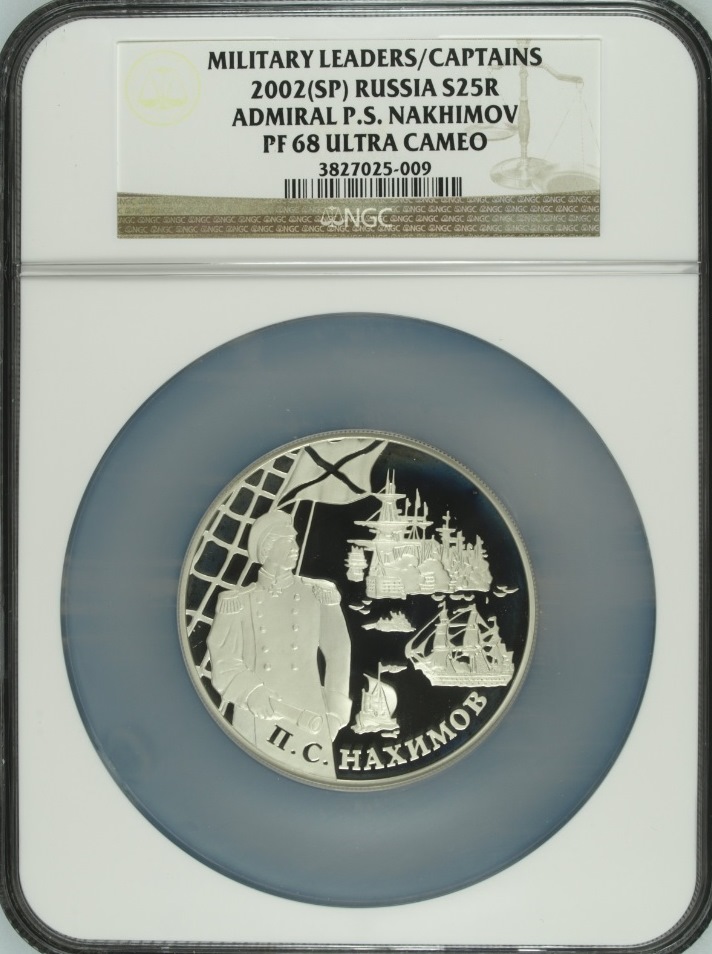 MILITARY LEADERS/CAPTAINS
2002(SP) RUSSIA S25R
ADMIRAL P.S. NAKHIMOV
PF 68 ULTRA CAMEO
3827025-009
NGC
П. С. НАХИМОВ